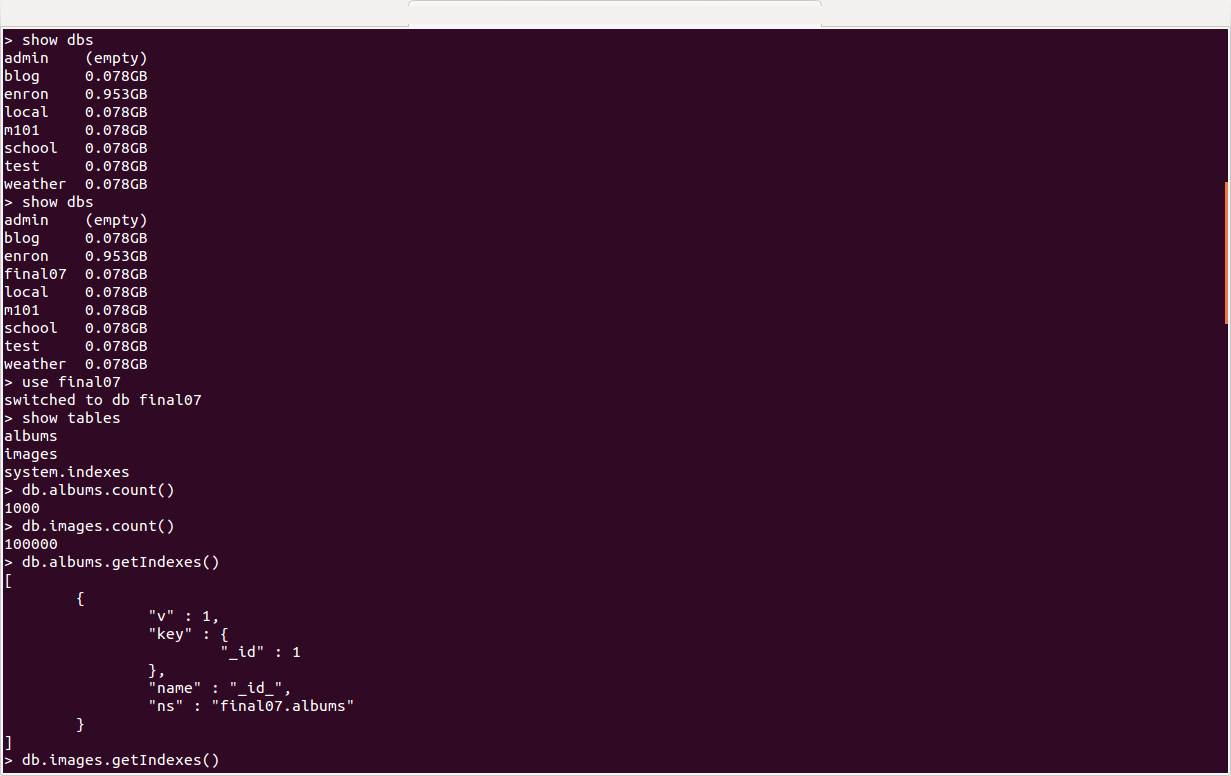 > show dbs
admin    (empty)
blog     0.078GB
enron    0.953GB
local    0.078GB
m101     0.078GB
school   0.078GB
test     0.078GB
weather  0.078GB
> show dbs
admin    (empty)
blog     0.078GB
enron    0.953GB
final07  0.078GB
local    0.078GB
m101     0.078GB
school   0.078GB
test     0.078GB
weather  0.078GB
> use final07
switched to db final07
> show tables
albums
images
system.indexes
> db.albums.count()
1000
> db.images.count()
100000
> db.albums.getIndexes()
[
        {
                "v" : 1,
                "key" : {
                        "_id" : 1
                },
                "name" : "_id_",
                "ns" : "final07.albums"
        }
]
> db.images.getIndexes()